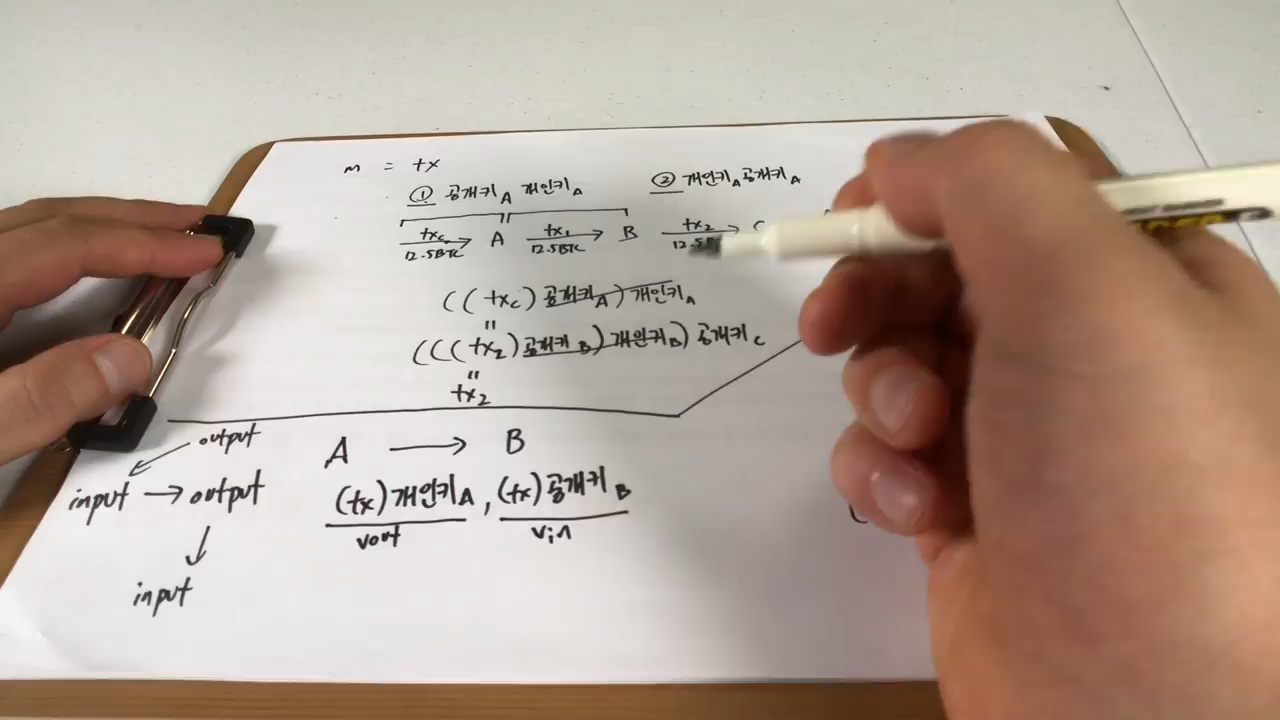 m = tx
① 공개키A 개인키A ② 개인키A 공개키A
txc A tx1 B tx2
12.5BTC 12.5BTC 12.5
((txc) 공개키A) 개인키A
"
(((tx2) 공개키B) 개인키B) 공개키C
"
tx2
output
input → output
input
A → B
(tx) 개인키A, (tx) 공개키B
vout vin